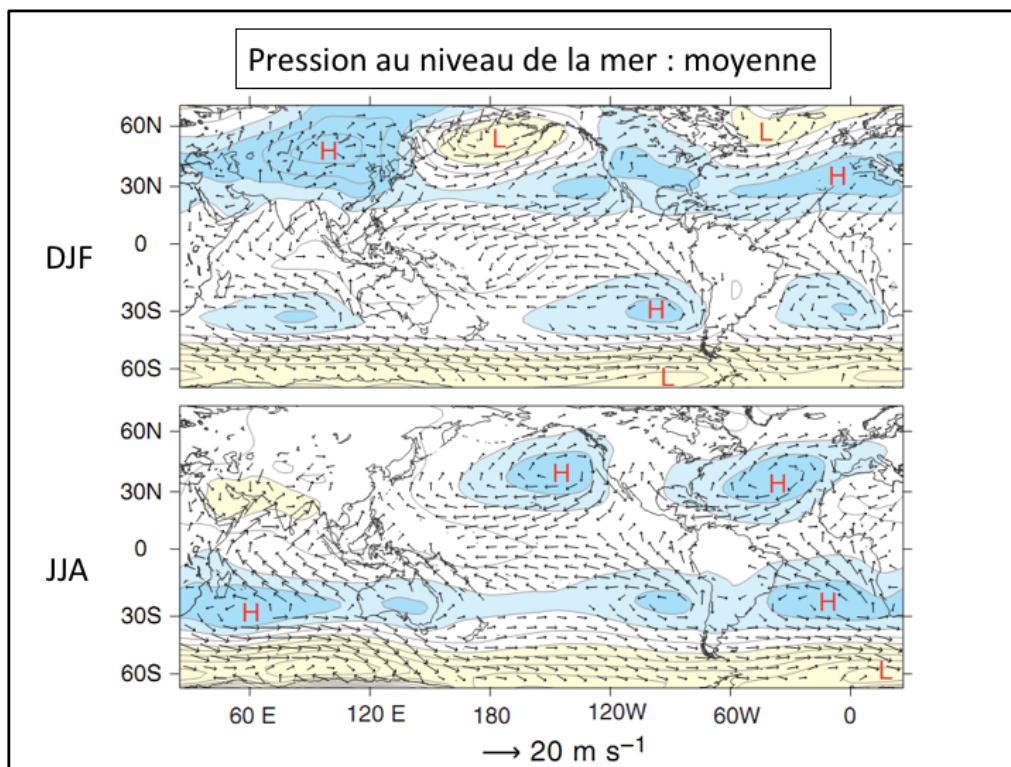 Pression au niveau de la mer : moyenne
DJF
60N
30N
0
30S
60S
H
L
L
H
H
L
JJA
60N
30N
0
30S
60S
H
H
H
H
L
60 E 120 E 180 120W 60W 0
→ 20 m s⁻¹